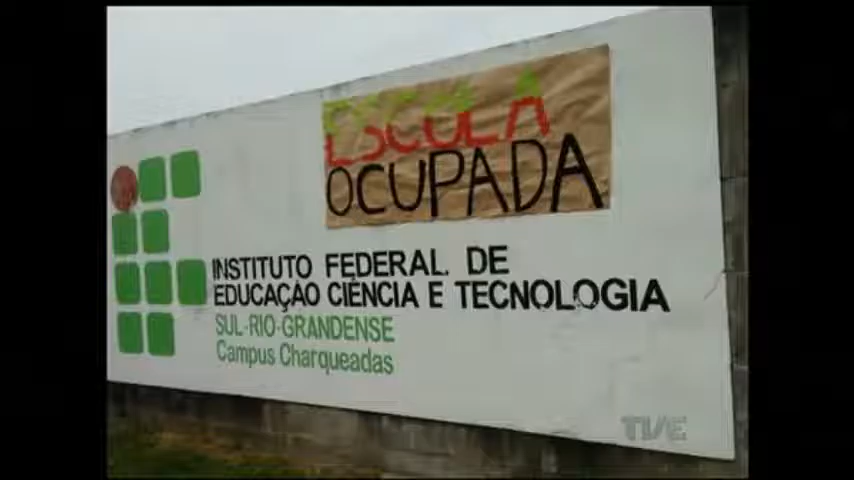 ESCOLA
OCUPADA
INSTITUTO FEDERAL DE
EDUCAÇÃO CIÊNCIA E TECNOLOGIA
SUL-RIO-GRANDENSE
Campus Charqueadas
TVE